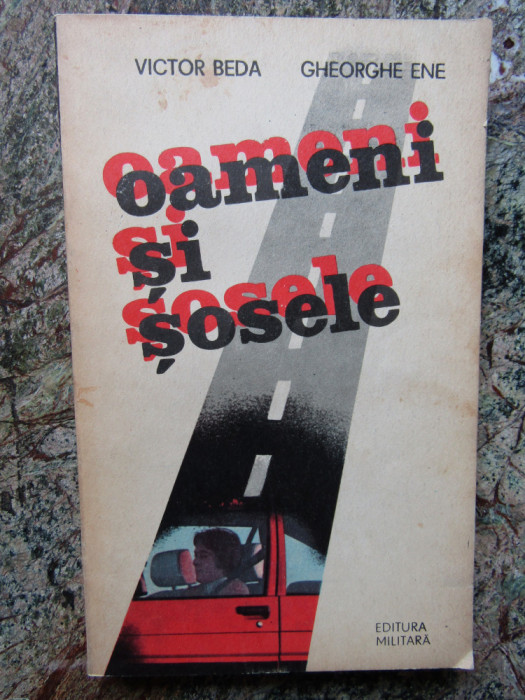 VICTOR BEDA GHEORGHE ENE
oameni
și
șosele
EDITURA
MILITARĂ